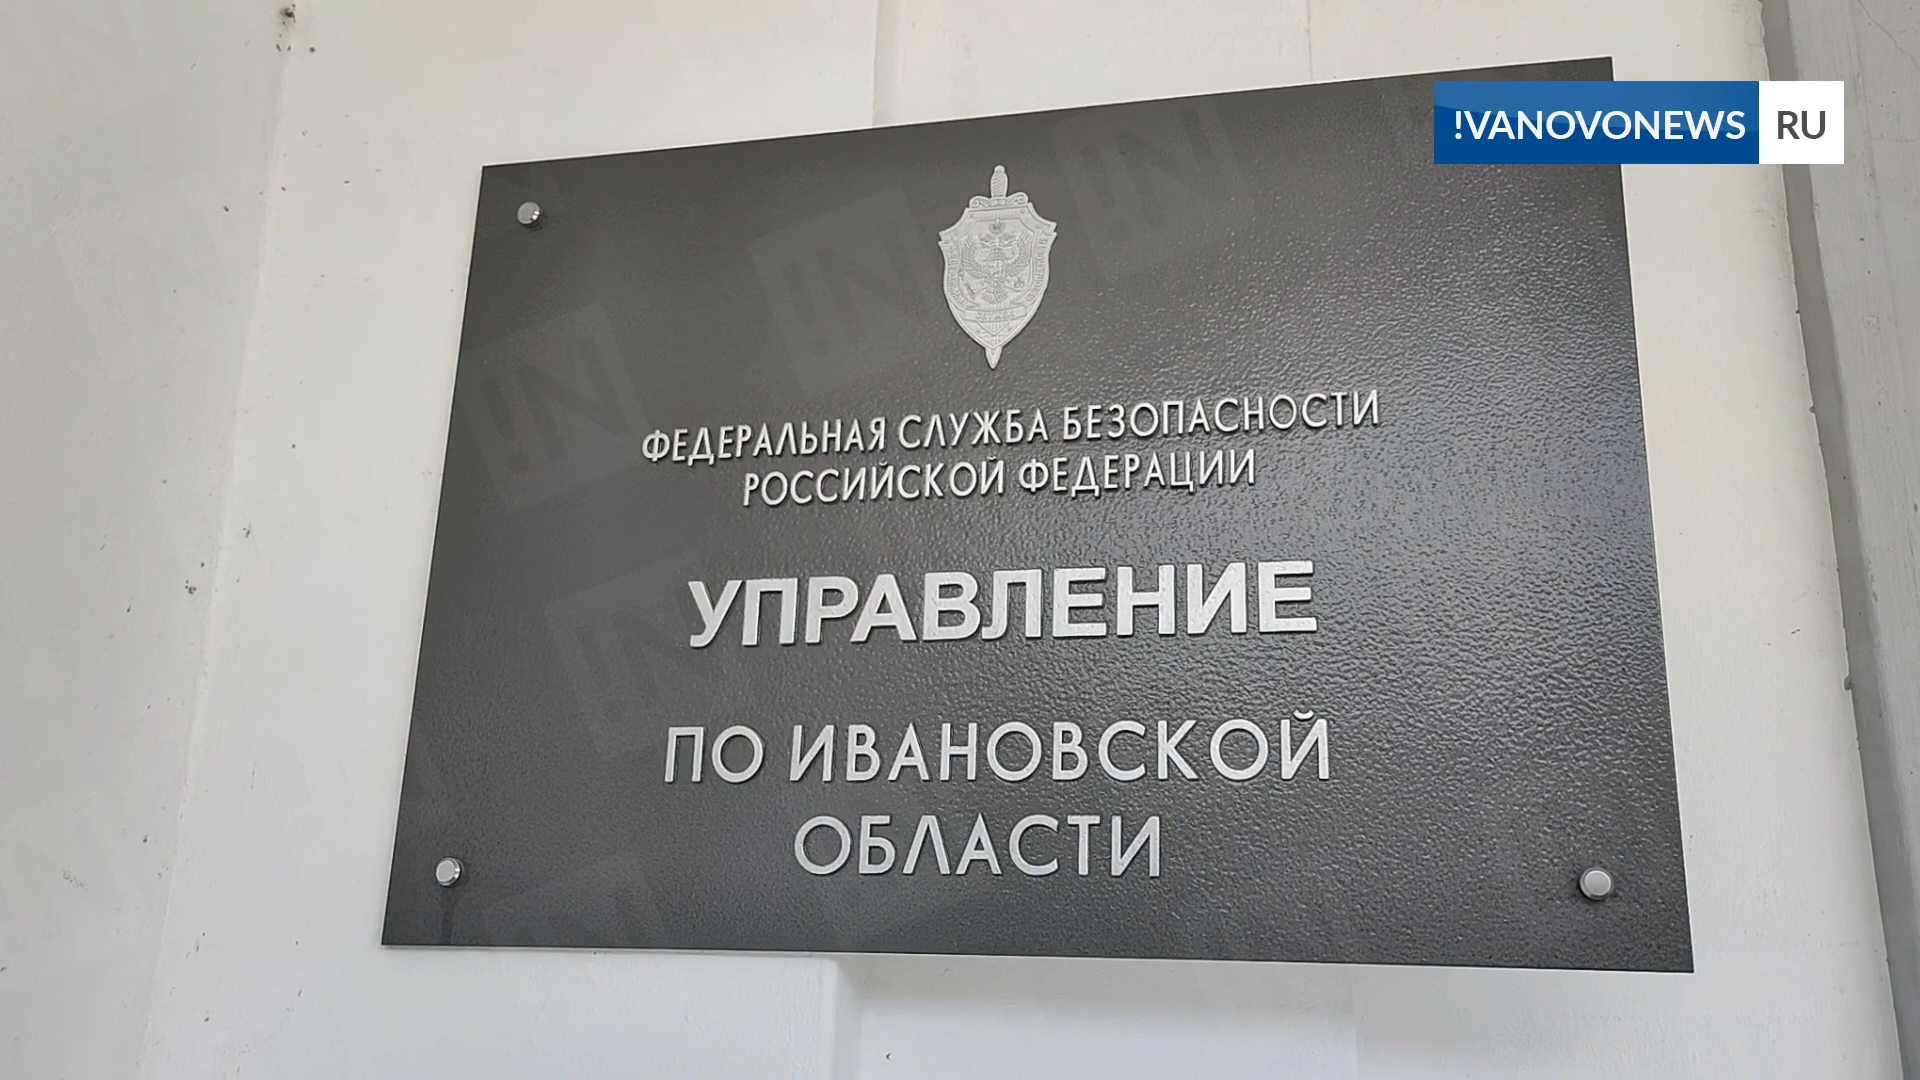 !VANOVONEWS RU
ФЕДЕРАЛЬНАЯ СЛУЖБА БЕЗОПАСНОСТИ
РОССИЙСКОЙ ФЕДЕРАЦИИ
УПРАВЛЕНИЕ
ПО ИВАНОВСКОЙ
ОБЛАСТИ